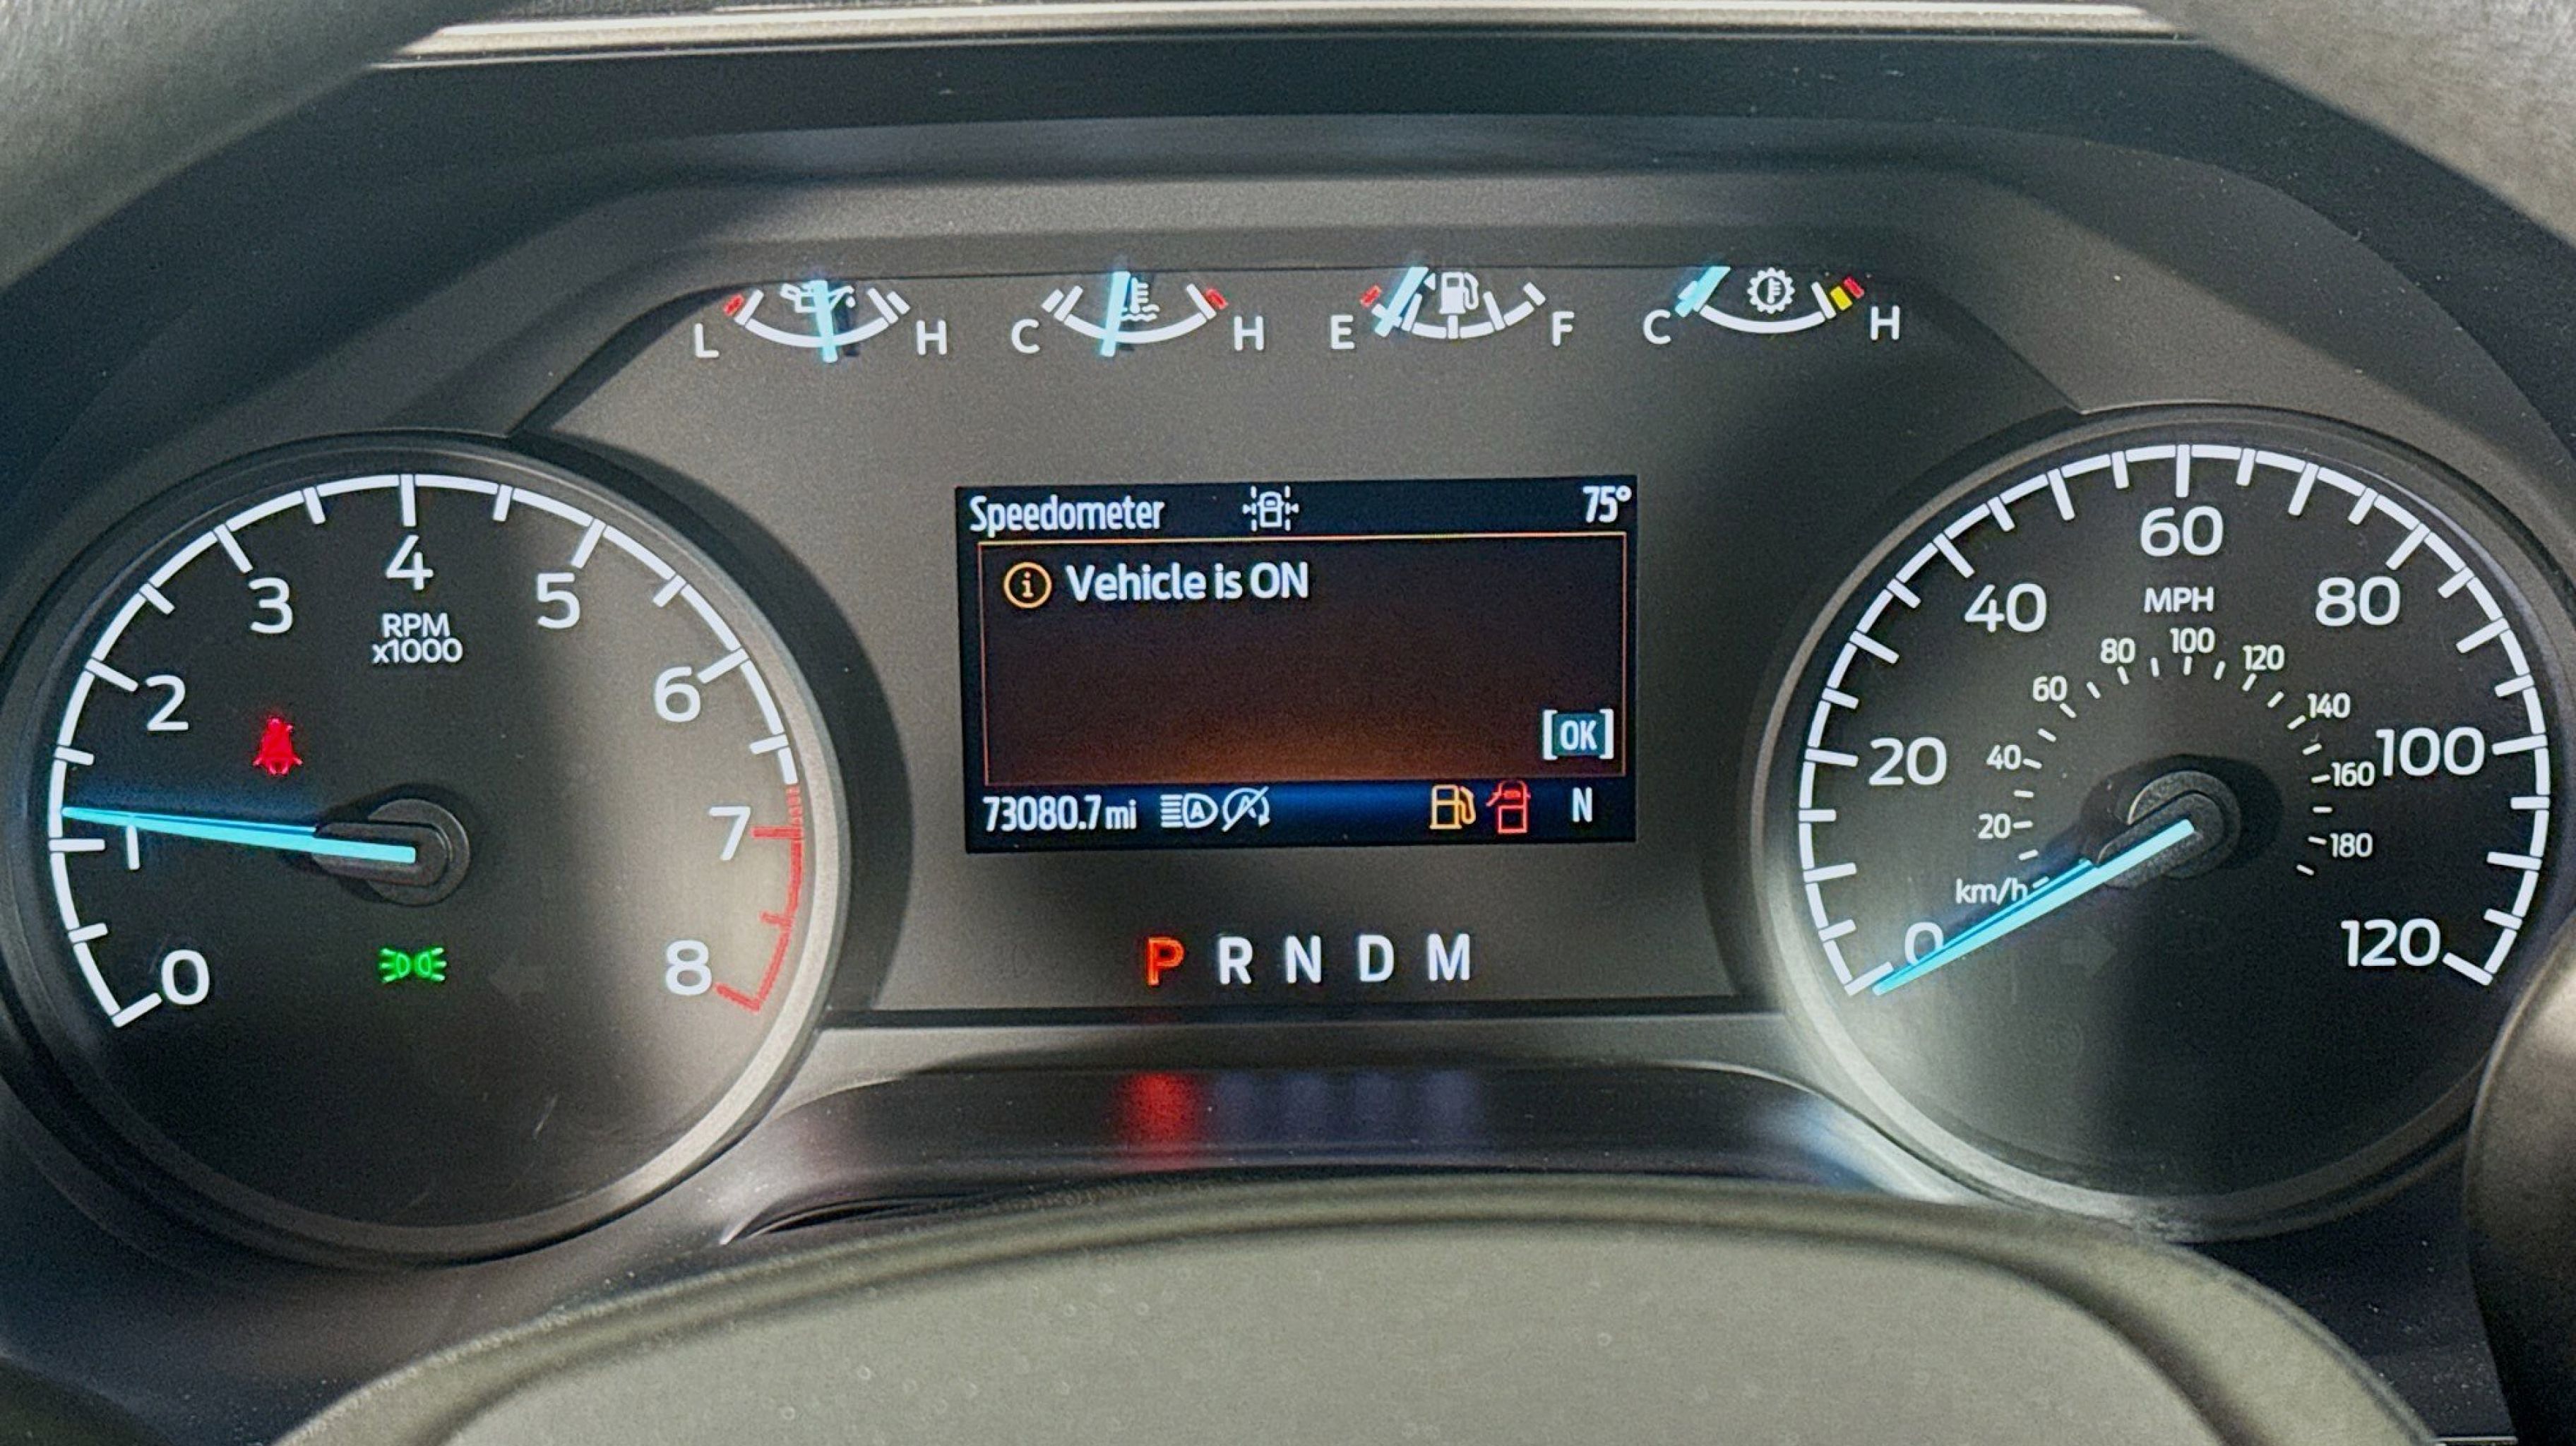 L H C H E F C H
Speedometer 75°
i Vehicle is ON
[OK]
73080.7 mi A A N
P R N D M
0 1 2 3 4 5 6 7 8
RPM
x1000
0 20 40 60 80 100 120
MPH
20 40 60 80 100 120 140 160 180
km/h